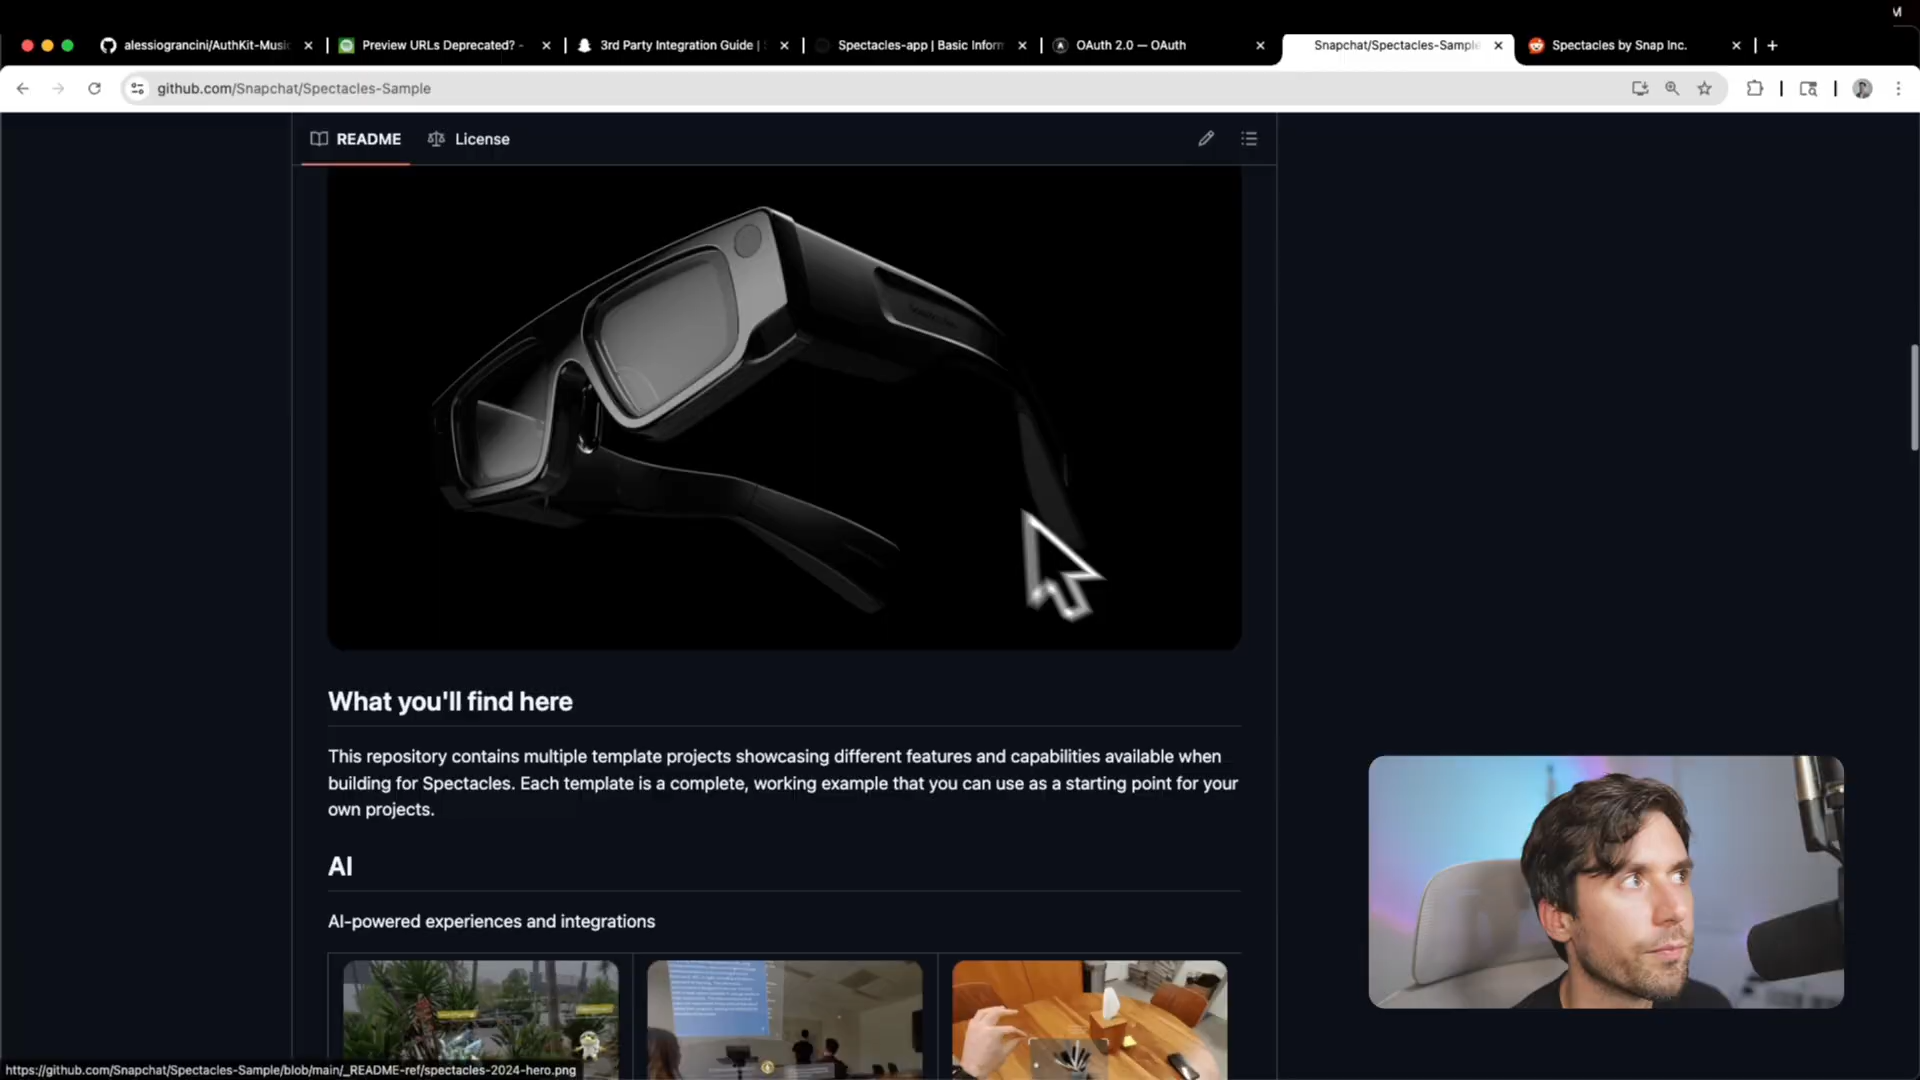 M
alessiograncini/AuthKit-Musi
Preview URLs Deprecated? -
3rd Party Integration Guide |
Spectacles-app | Basic Inform
OAuth 2.0 — OAuth
Snapchat/Spectacles-Sample
Spectacles by Snap Inc.
github.com/Snapchat/Spectacles-Sample
README
License
What you'll find here
This repository contains multiple template projects showcasing different features and capabilities available when
building for Spectacles. Each template is a complete, working example that you can use as a starting point for your
own projects.
AI
AI-powered experiences and integrations
https://github.com/Snapchat/Spectacles-Sample/blob/main/_README-ref/spectacles-2024-hero.png